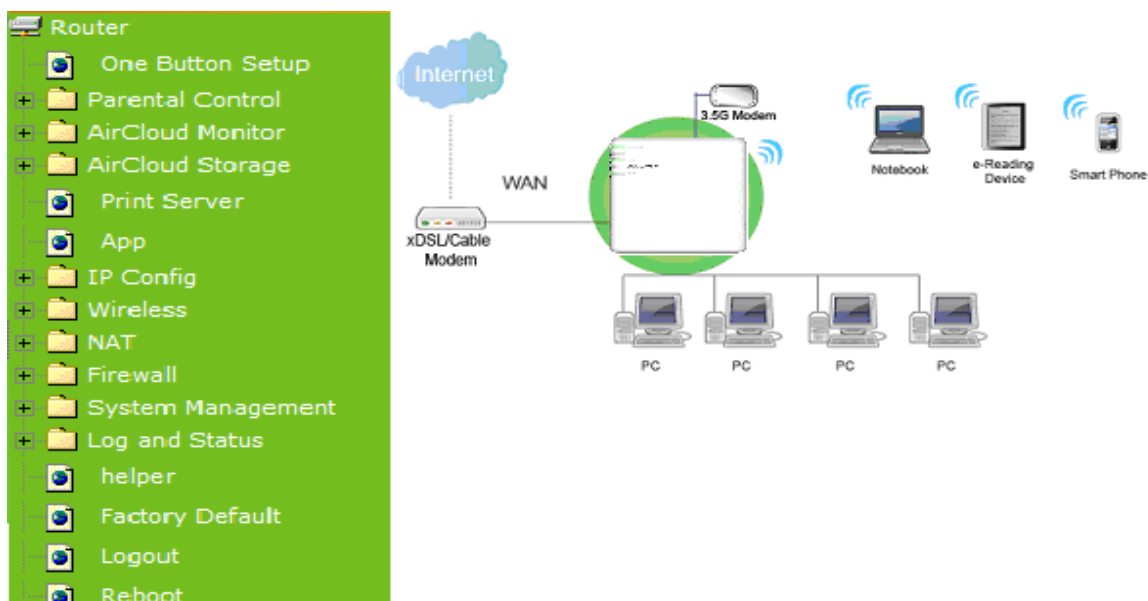 Router
One Button Setup
Parental Control
AirCloud Monitor
AirCloud Storage
Print Server
App
IP Config
Wireless
NAT
Firewall
System Management
Log and Status
helper
Factory Default
Logout
Reboot
Internet
3.5G Modem
WAN
xDSL/Cable
Modem
Notebook
e-Reading
Device
Smart Phone
PC
PC
PC
PC